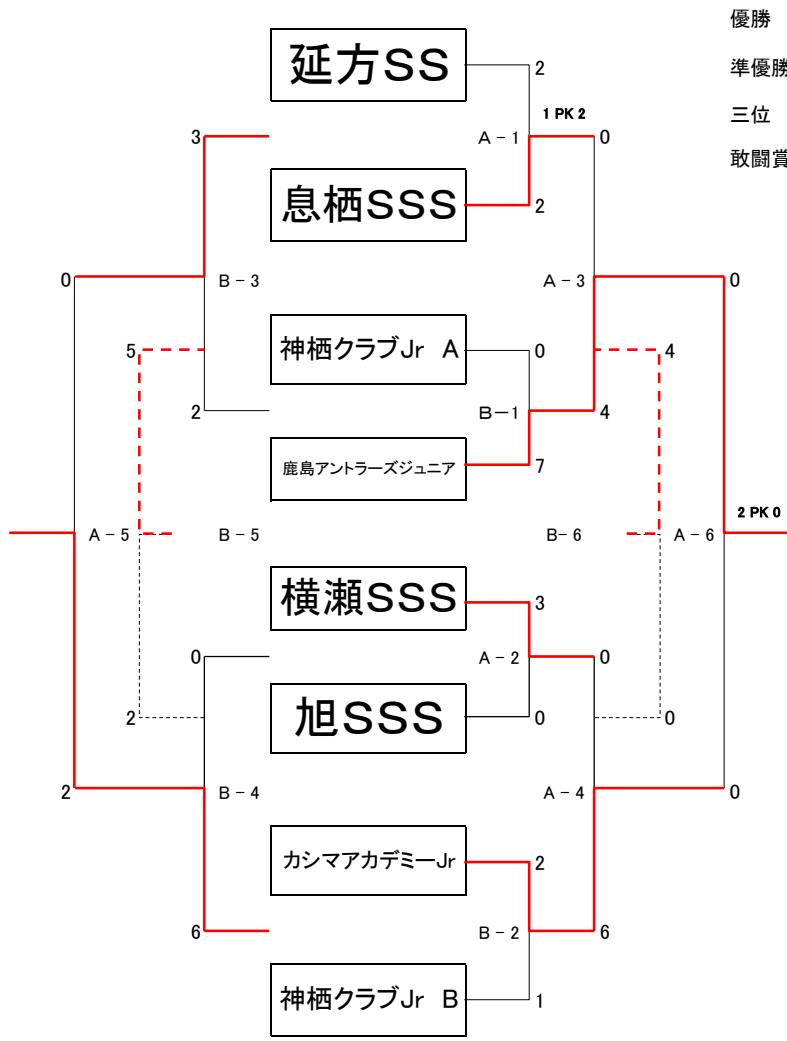 優勝
延方SS
2
準優勝
1 PK 2
三位
3
A-1
0
敢闘賞
息栖SSS
2
0
B-3
A-3
0
神栖クラブJr A
5
0
4
2
B-1
4
鹿島アントラーズジュニア
7
2 PK 0
A-5
B-5
B-6
A-6
横瀬SSS
3
0
A-2
0
旭SSS
2
0
0
2
B-4
A-4
0
カシマアカデミーJr
2
6
B-2
6
神栖クラブJr B
1